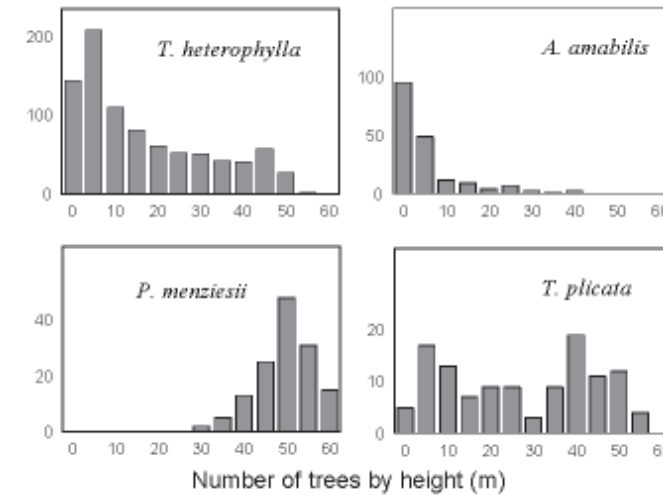 T. heterophylla
200
100
0
0 10 20 30 40 50 60
A. amabilis
100
50
0
0 10 20 30 40 50
P. menziesii
40
20
0
0 10 20 30 40 50 60
T. plicata
20
10
0
0 10 20 30 40 50
Number of trees by height (m)